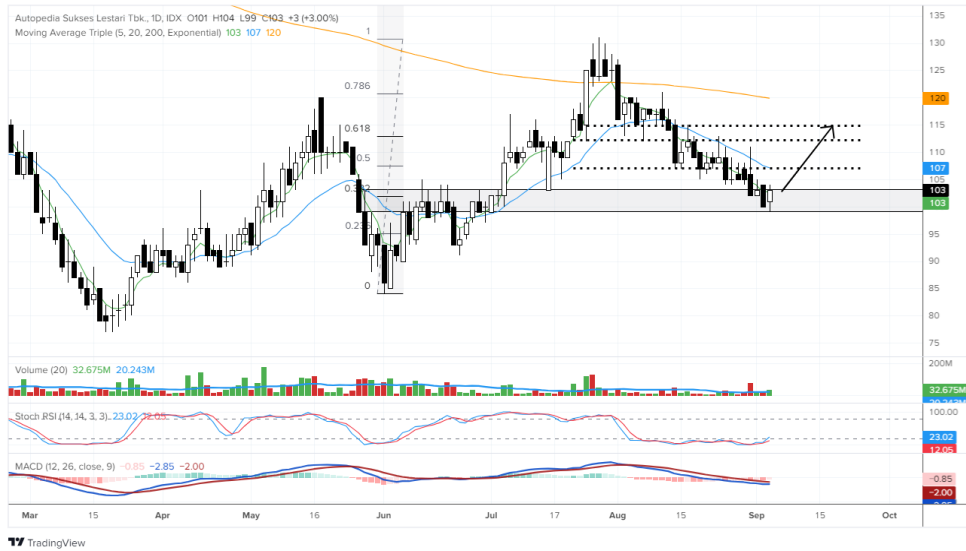 Autopedia Sukses Lestari Tbk., 1D, IDX O101 H104 L99 C103 +3 (+3.00%)
Moving Average Triple (5, 20, 200, Exponential) 103 107 120
135
130
125
120
115
110
107
105
103
103
95
90
85
80
75
1
0.786
0.618
0.5
0
Volume (20) 32.675M 20.243M
200M
32.675M
Stoch RSI (14, 14, 3, 3) 23.02 12.05
100.00
23.02
12.05
MACD (12, 26, close, 9) −0.85 −2.85 −2.00
−0.85
−2.00
Mar 15 Apr May 16 Jun Jul 17 Aug 15 Sep 15 Oct
TradingView